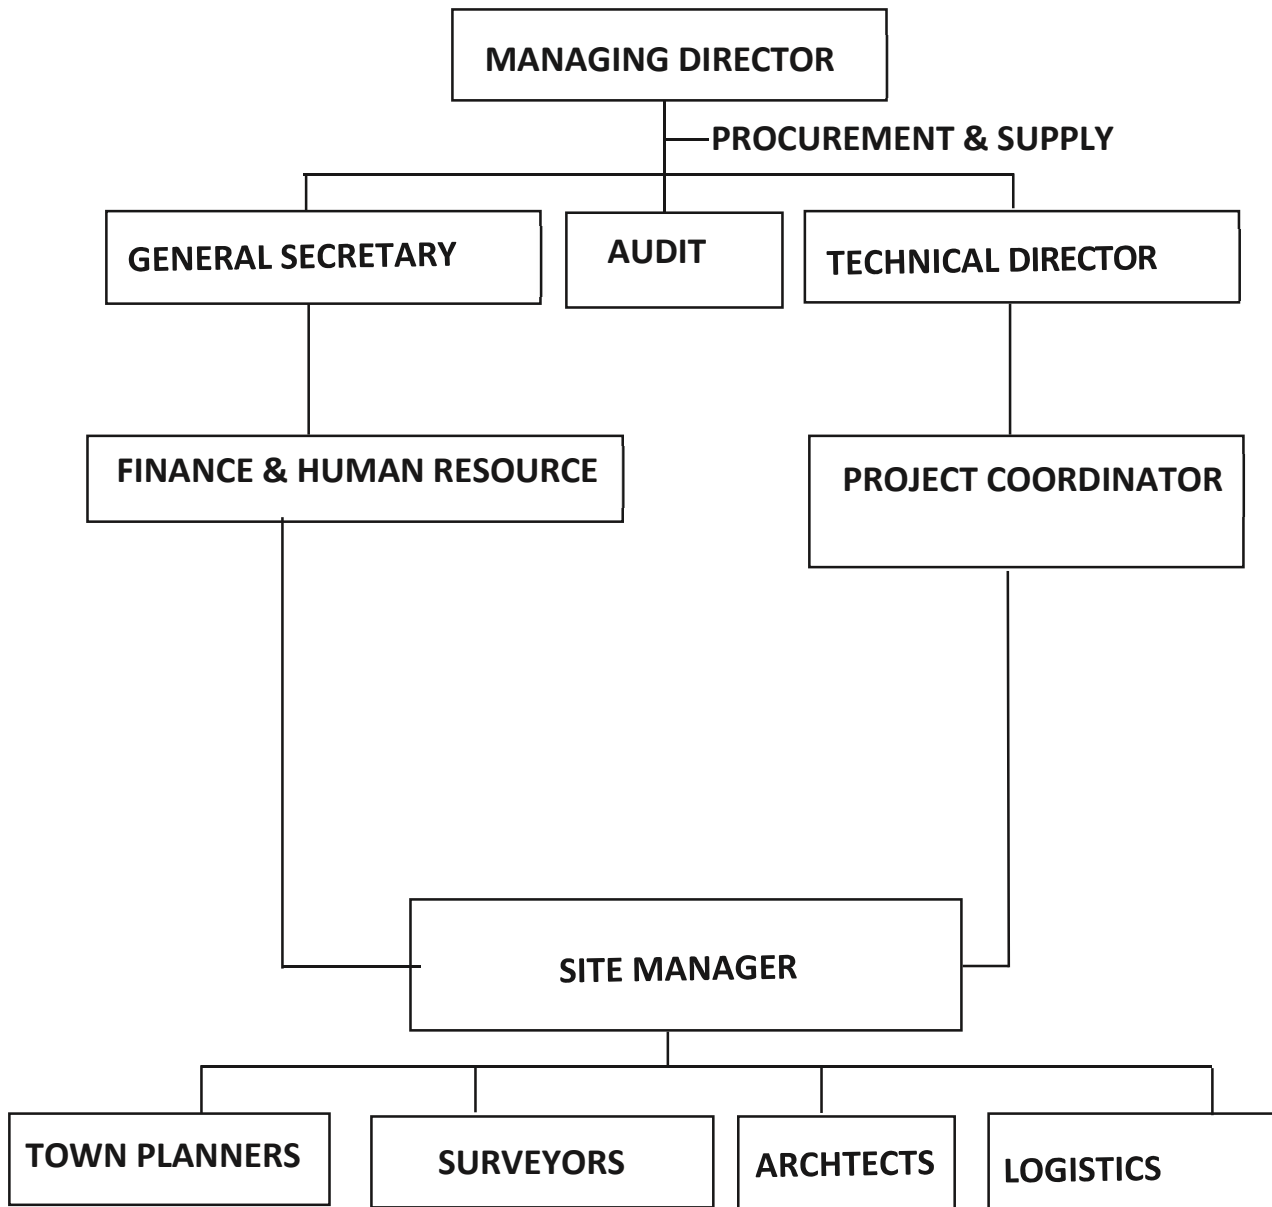 MANAGING DIRECTOR
PROCUREMENT & SUPPLY
GENERAL SECRETARY
AUDIT
TECHNICAL DIRECTOR
FINANCE & HUMAN RESOURCE
PROJECT COORDINATOR
SITE MANAGER
TOWN PLANNERS
SURVEYORS
ARCHTECTS
LOGISTICS